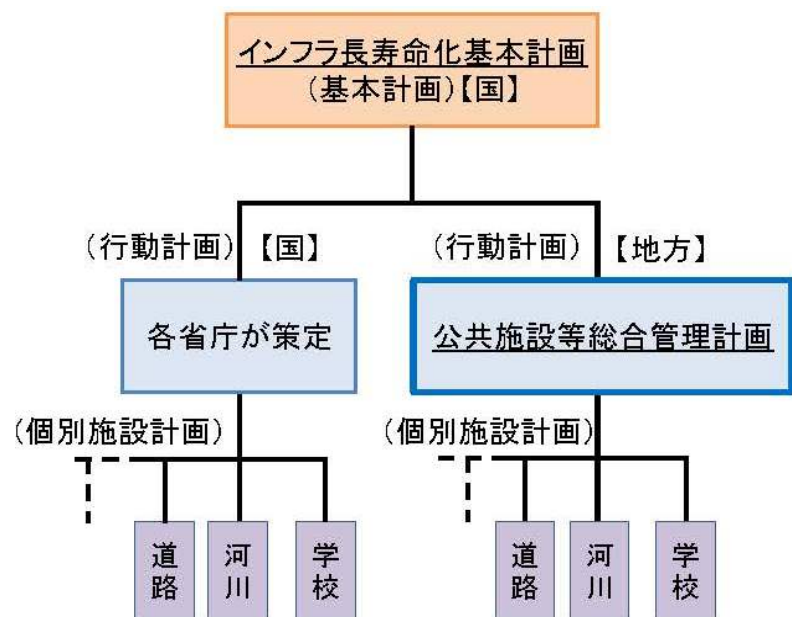 インフラ長寿命化基本計画
(基本計画)【国】
(行動計画)【国】
(行動計画)【地方】
各省庁が策定
公共施設等総合管理計画
(個別施設計画)
(個別施設計画)
道路
河川
学校
道路
河川
学校